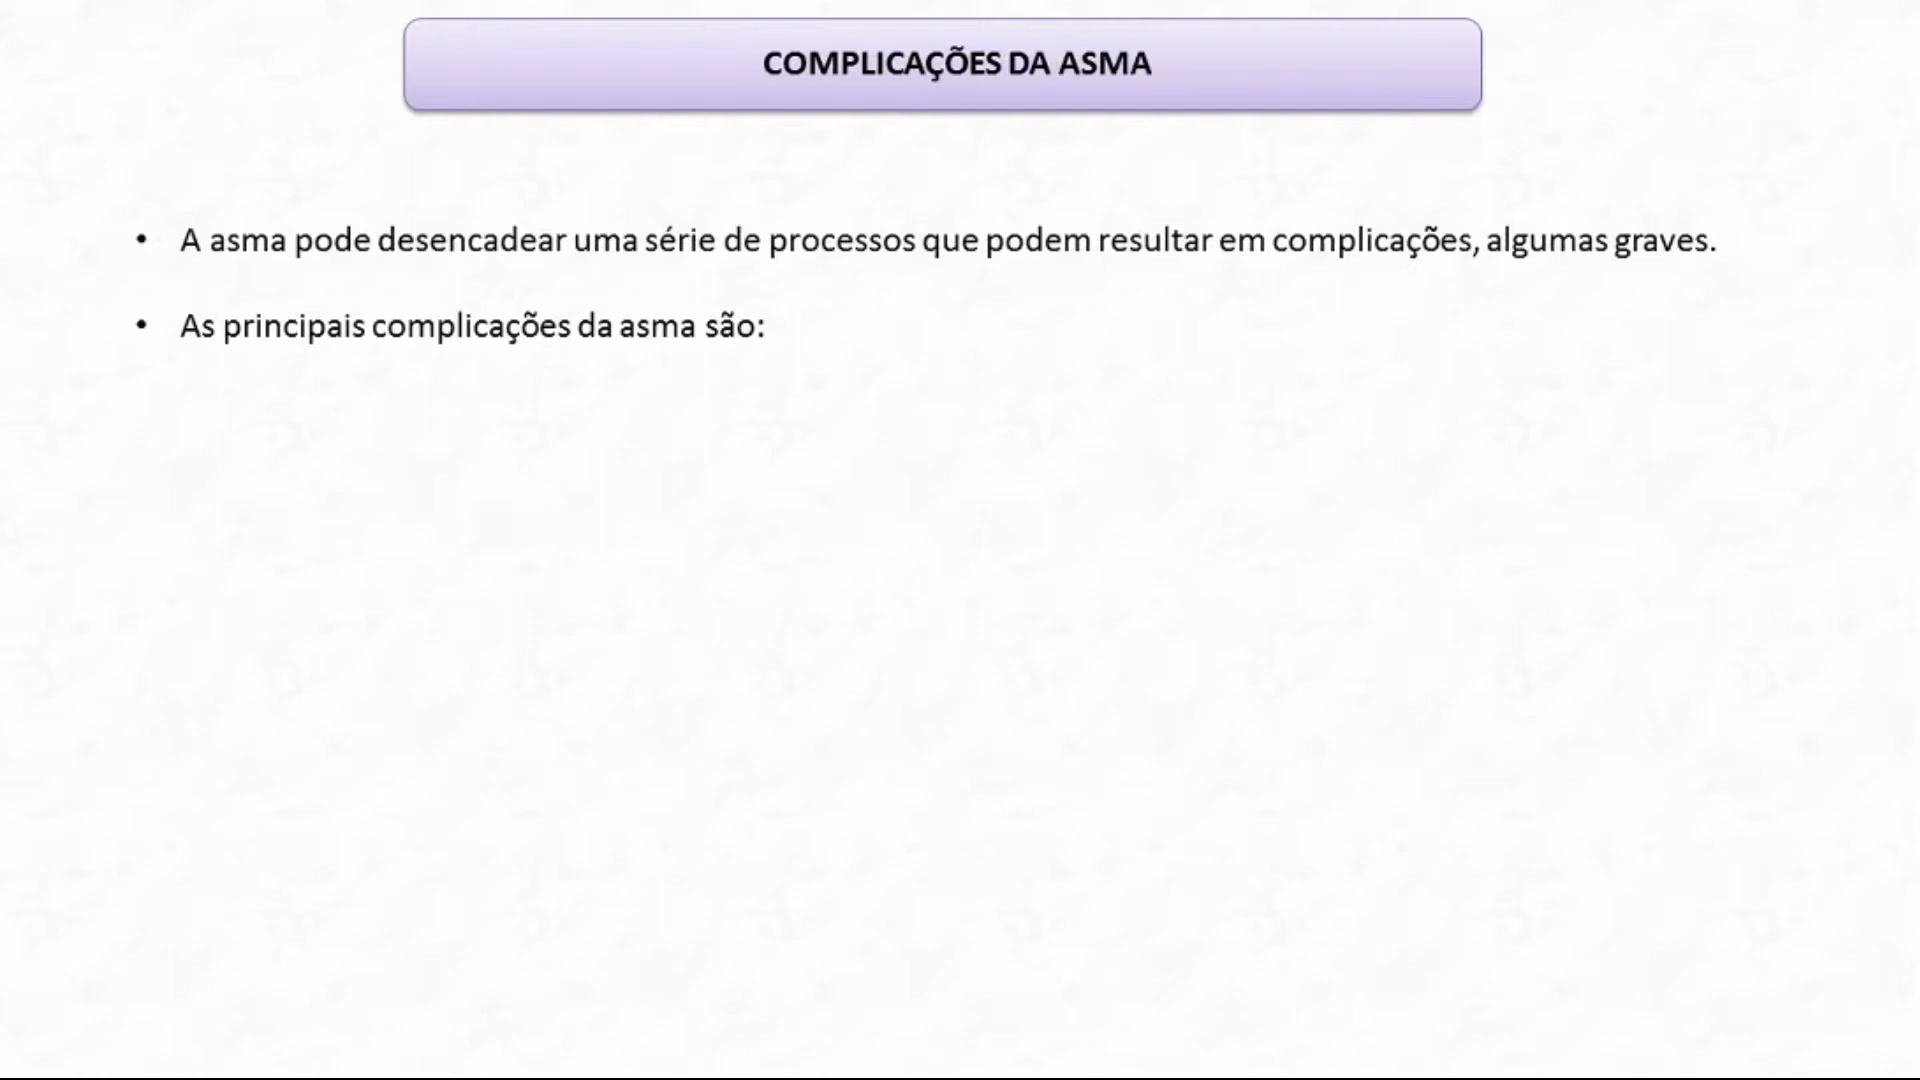 COMPLICAÇÕES DA ASMA
• A asma pode desencadear uma série de processos que podem resultar em complicações, algumas graves.
• As principais complicações da asma são: